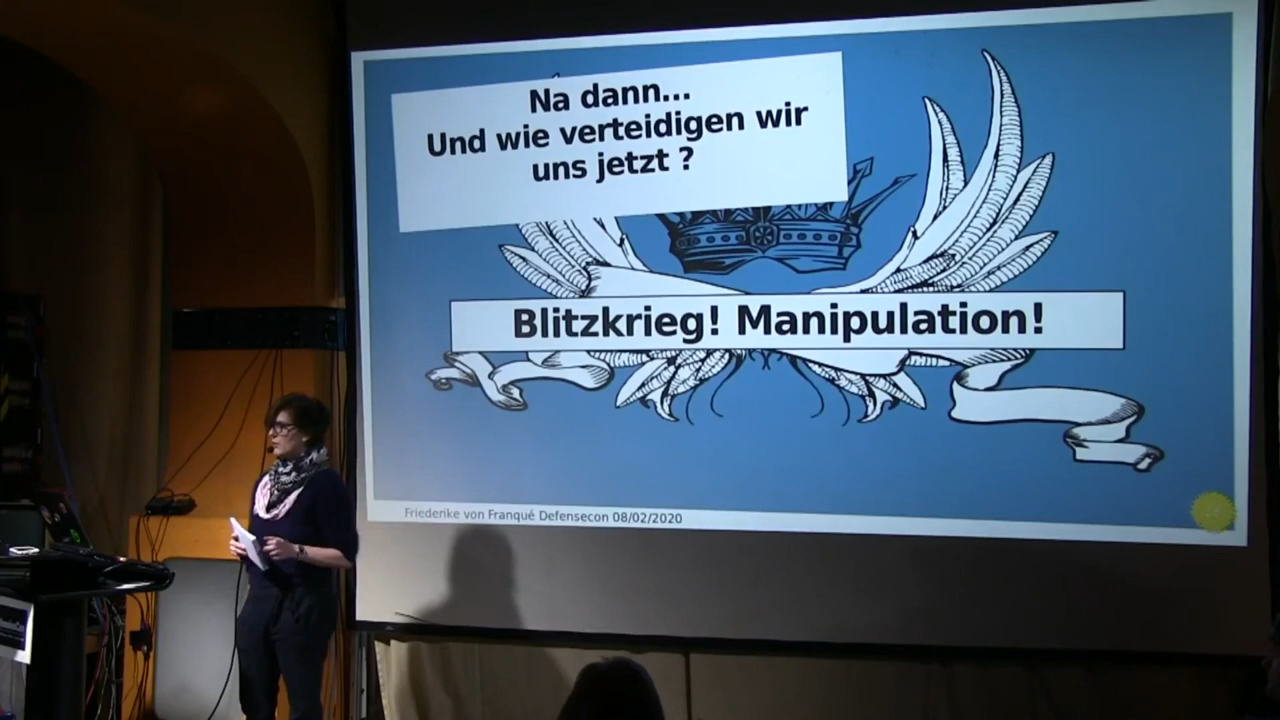 Na dann...
Und wie verteidigen wir
uns jetzt ?
Blitzkrieg! Manipulation!
Friederike von Franqué Defensecon 08/02/2020